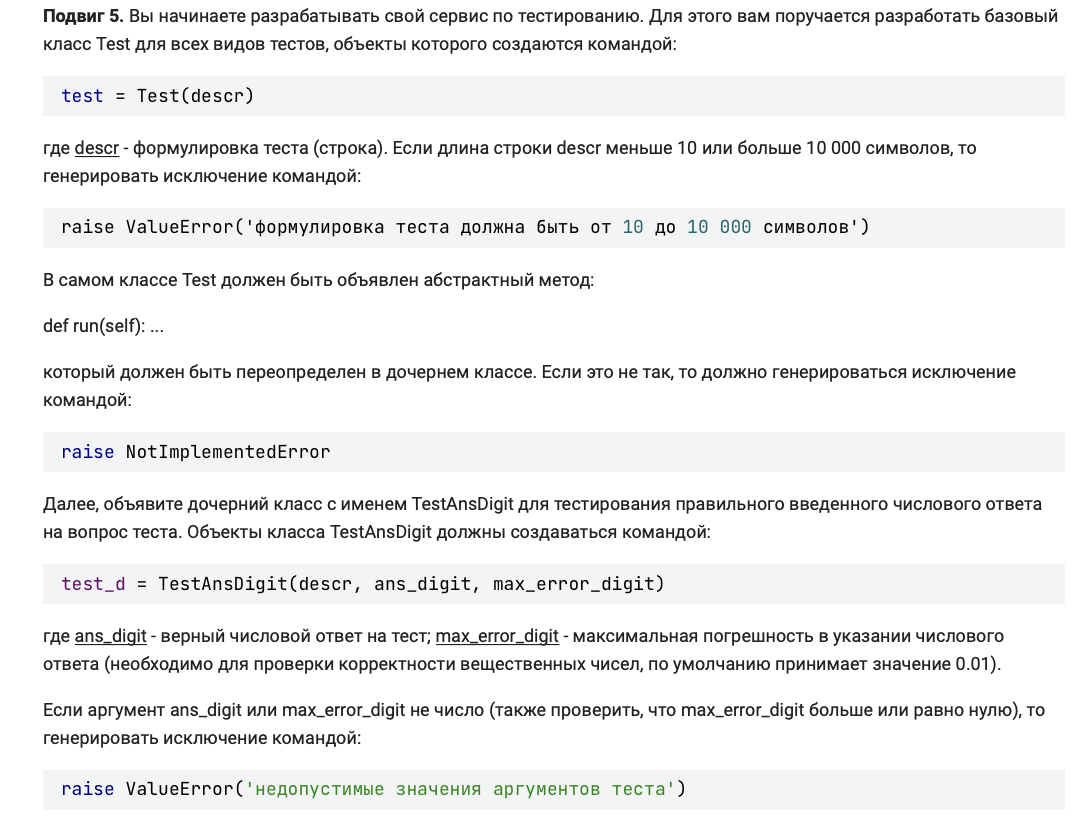 Подвиг 5. Вы начинаете разрабатывать свой сервис по тестированию. Для этого вам поручается разработать базовый
класс Test для всех видов тестов, объекты которого создаются командой:
test = Test(descr)
где descr - формулировка теста (строка). Если длина строки descr меньше 10 или больше 10 000 символов, то
генерировать исключение командой:
raise ValueError('формулировка теста должна быть от 10 до 10 000 символов')
В самом классе Test должен быть объявлен абстрактный метод:
def run(self): ...
который должен быть переопределен в дочернем классе. Если это не так, то должно генерироваться исключение
командой:
raise NotImplementedError
Далее, объявите дочерний класс с именем TestAnsDigit для тестирования правильного введенного числового ответа
на вопрос теста. Объекты класса TestAnsDigit должны создаваться командой:
test_d = TestAnsDigit(descr, ans_digit, max_error_digit)
где ans_digit - верный числовой ответ на тест; max_error_digit - максимальная погрешность в указании числового
ответа (необходимо для проверки корректности вещественных чисел, по умолчанию принимает значение 0.01).
Если аргумент ans_digit или max_error_digit не число (также проверить, что max_error_digit больше или равно нулю), то
генерировать исключение командой:
raise ValueError('недопустимые значения аргументов теста')